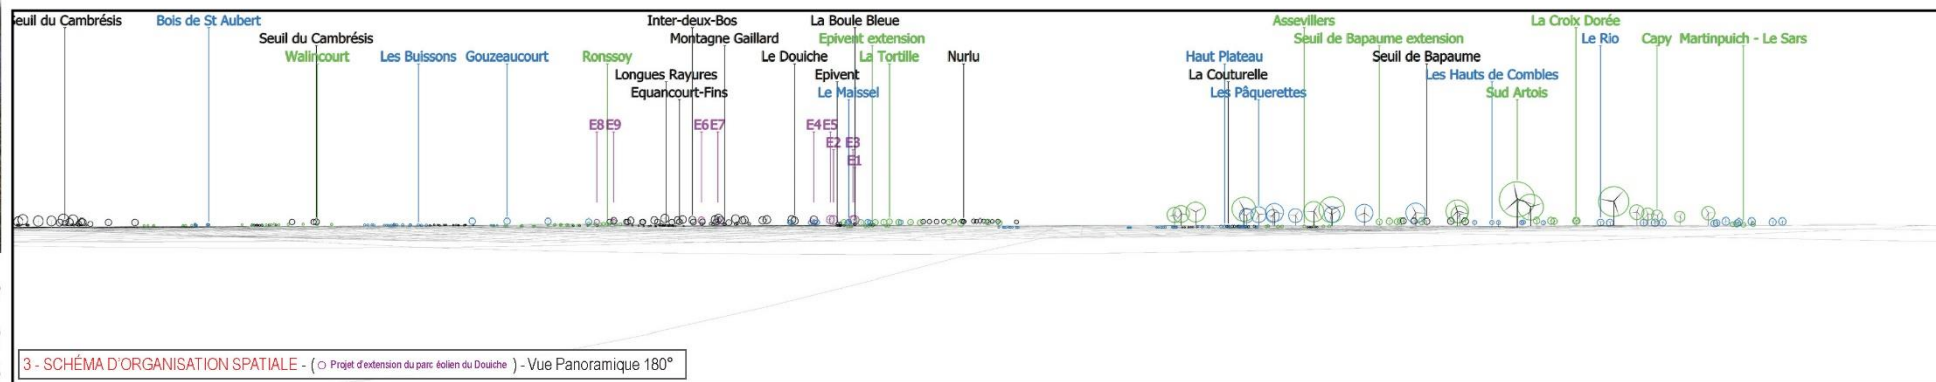 Seuil du Cambrésis
Bois de St Aubert
Seuil du Cambrésis
Walincourt
Les Buissons
Gouzeaucourt
Ronssoy
Inter-deux-Bos
Montagne Gaillard
Longues Rayures
Equancourt-Fins
Le Douiche
La Boule Bleue
Epivent extension
La Tortille
Epivent
Le Maissel
Nurlu
E8 E9
E6 E7
E4 E5
E2 E3
E1
Haut Plateau
La Couturelle
Les Pâquerettes
Assevillers
Seuil de Bapaume extension
Seuil de Bapaume
Les Hauts de Combles
Sud Artois
La Croix Dorée
Le Rio
Capy
Martinpuich - Le Sars
3 - SCHÉMA D'ORGANISATION SPATIALE - ( Projet d'extension du parc éolien du Douiche ) - Vue Panoramique 180°